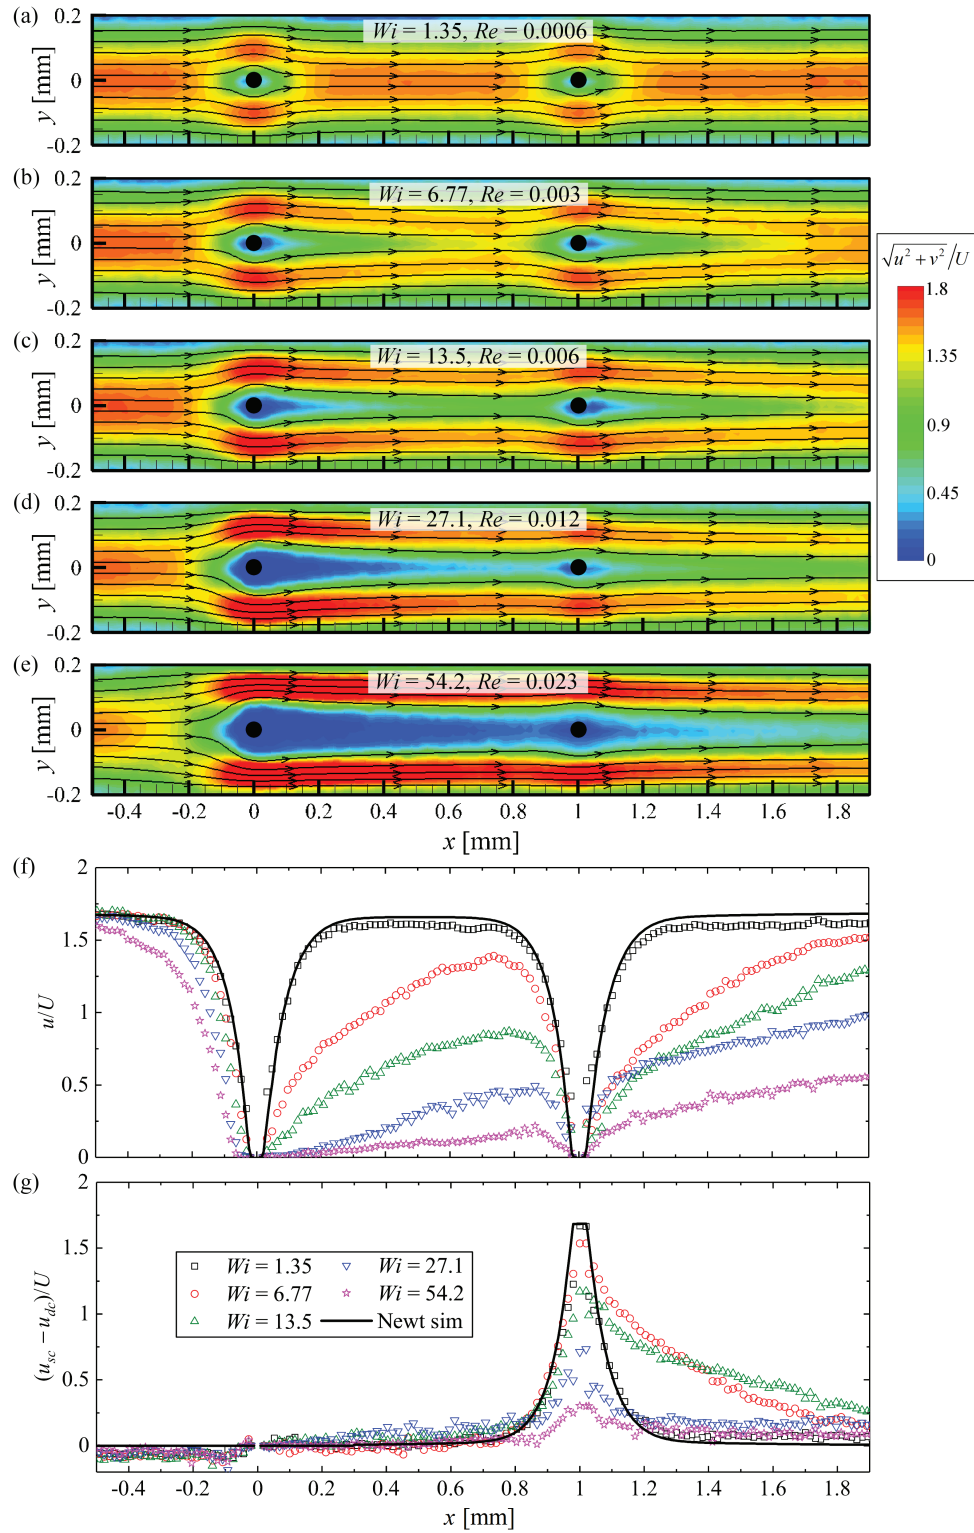 (a)
0.2
0
-0.2
y [mm]
Wi = 1.35, Re = 0.0006
(b)
0.2
0
-0.2
y [mm]
Wi = 6.77, Re = 0.003
(c)
0.2
0
-0.2
y [mm]
Wi = 13.5, Re = 0.006
(d)
0.2
0
-0.2
y [mm]
Wi = 27.1, Re = 0.012
(e)
0.2
0
-0.2
y [mm]
Wi = 54.2, Re = 0.023
-0.4 -0.2 0 0.2 0.4 0.6 0.8 1 1.2 1.4 1.6 1.8
x [mm]
√u² + v² /U
1.8
1.35
0.9
0.45
0
(f)
2
1.5
1
0.5
0
u/U
(g)
2
1.5
1
0.5
0
(u_sc – u_dc)/U
Wi = 1.35
Wi = 6.77
Wi = 13.5
Wi = 27.1
Wi = 54.2
Newt sim
-0.4 -0.2 0 0.2 0.4 0.6 0.8 1 1.2 1.4 1.6 1.8
x [mm]